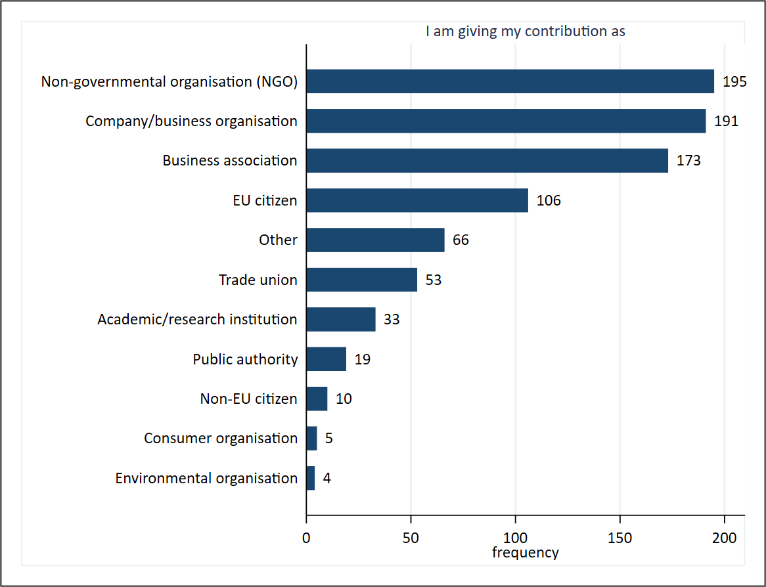 I am giving my contribution as
Non-governmental organisation (NGO) 195
Company/business organisation 191
Business association 173
EU citizen 106
Other 66
Trade union 53
Academic/research institution 33
Public authority 19
Non-EU citizen 10
Consumer organisation 5
Environmental organisation 4
0 50 100 150 200
frequency